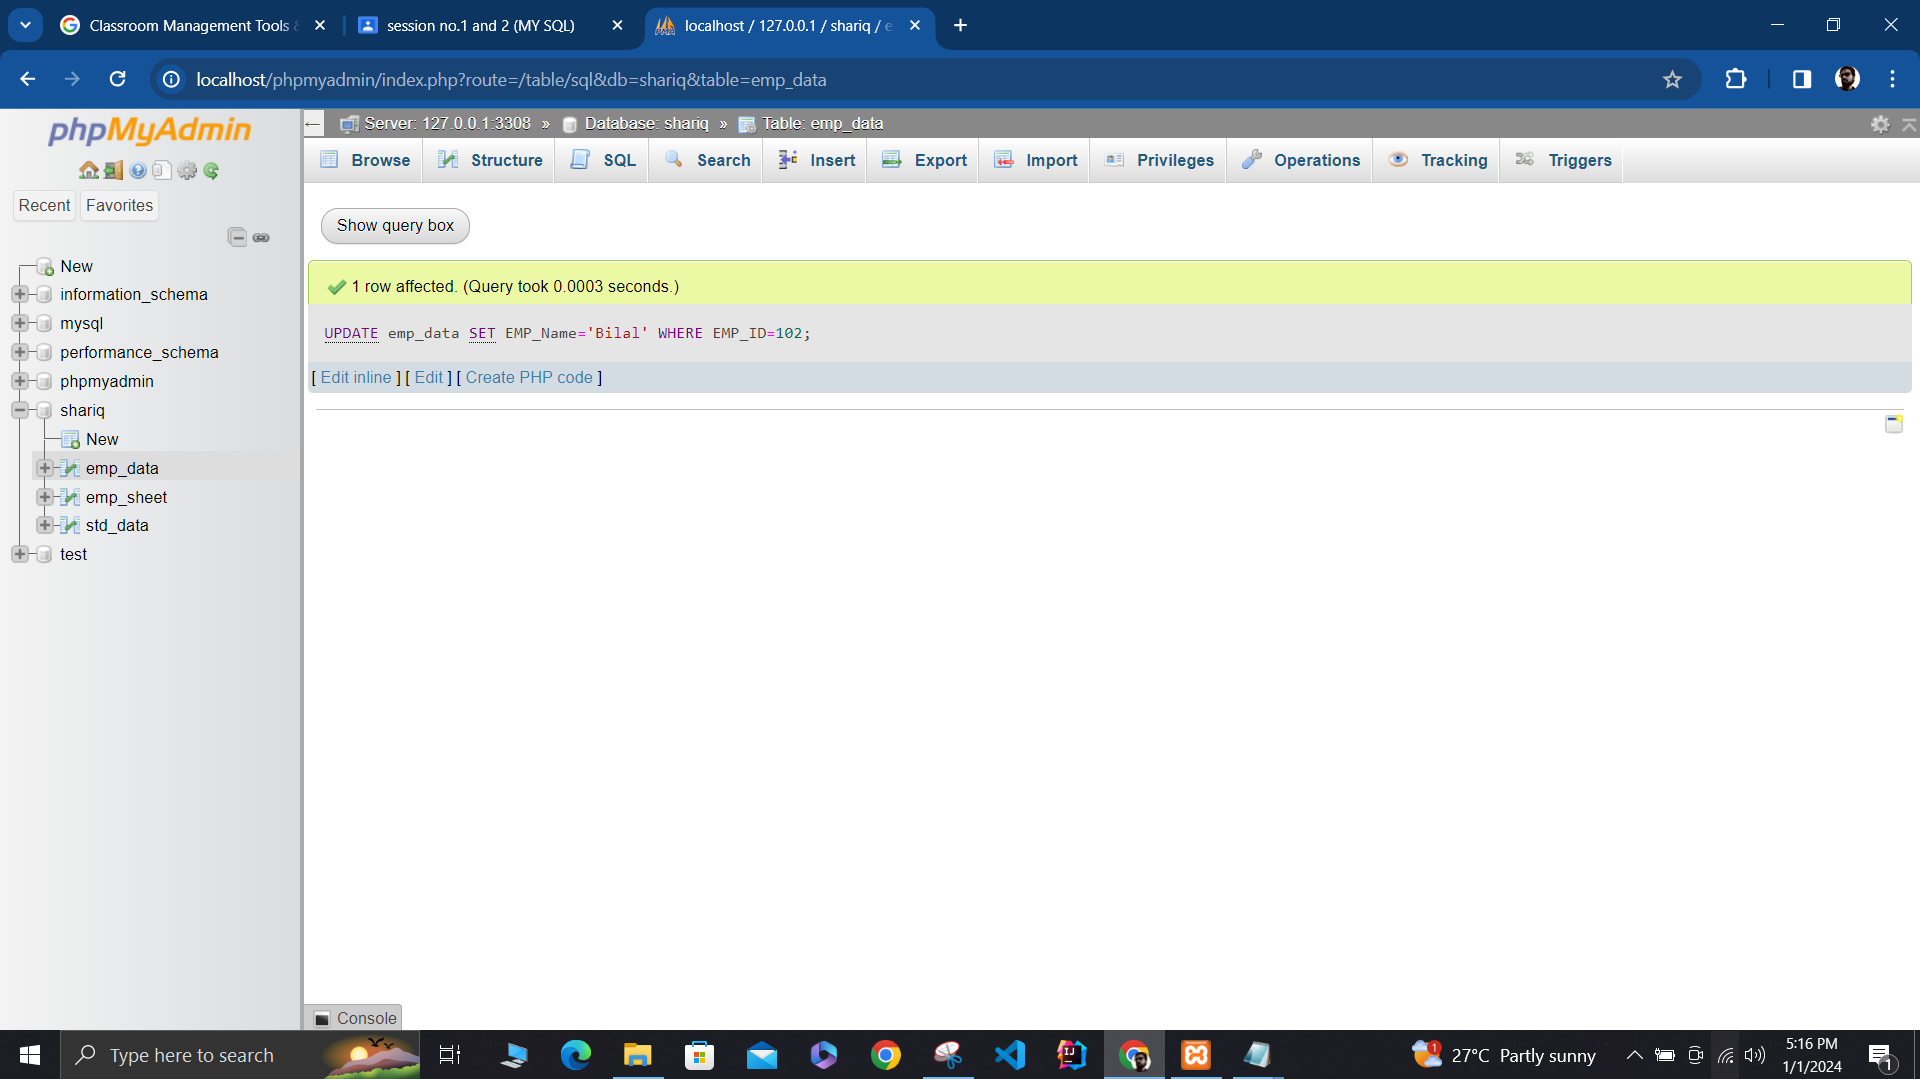 Classroom Management Tools &
session no.1 and 2 (MY SQL)
localhost / 127.0.0.1 / shariq / e
localhost/phpmyadmin/index.php?route=/table/sql&db=shariq&table=emp_data
phpMyAdmin
Recent
Favorites
New
information_schema
mysql
performance_schema
phpmyadmin
shariq
New
emp_data
emp_sheet
std_data
test
Server: 127.0.0.1:3308 » Database: shariq » Table: emp_data
Browse
Structure
SQL
Search
Insert
Export
Import
Privileges
Operations
Tracking
Triggers
Show query box
1 row affected. (Query took 0.0003 seconds.)
UPDATE emp_data SET EMP_Name='Bilal' WHERE EMP_ID=102;
[ Edit inline ] [ Edit ] [ Create PHP code ]
Console
Type here to search
1
27°C Partly sunny
5:16 PM
1/1/2024
1